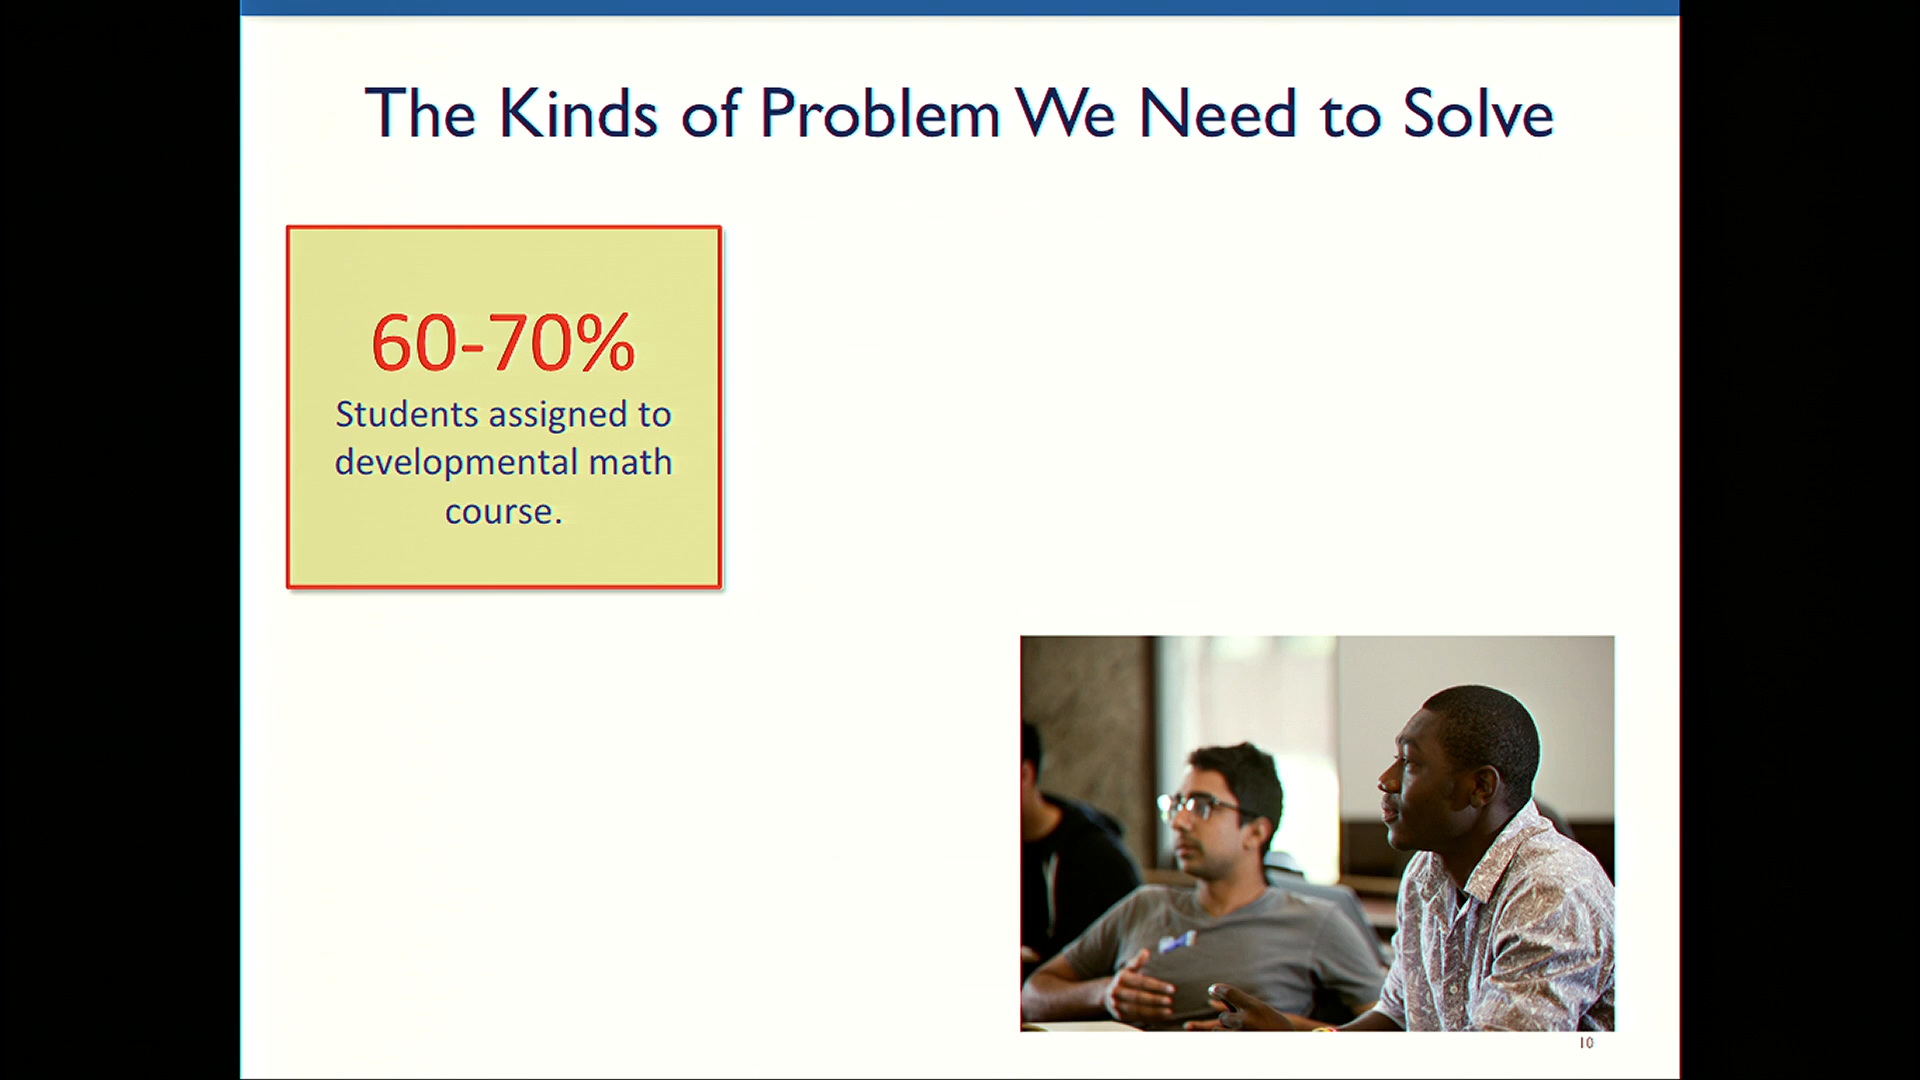 The Kinds of Problem We Need to Solve
60-70%
Students assigned to
developmental math
course.
10